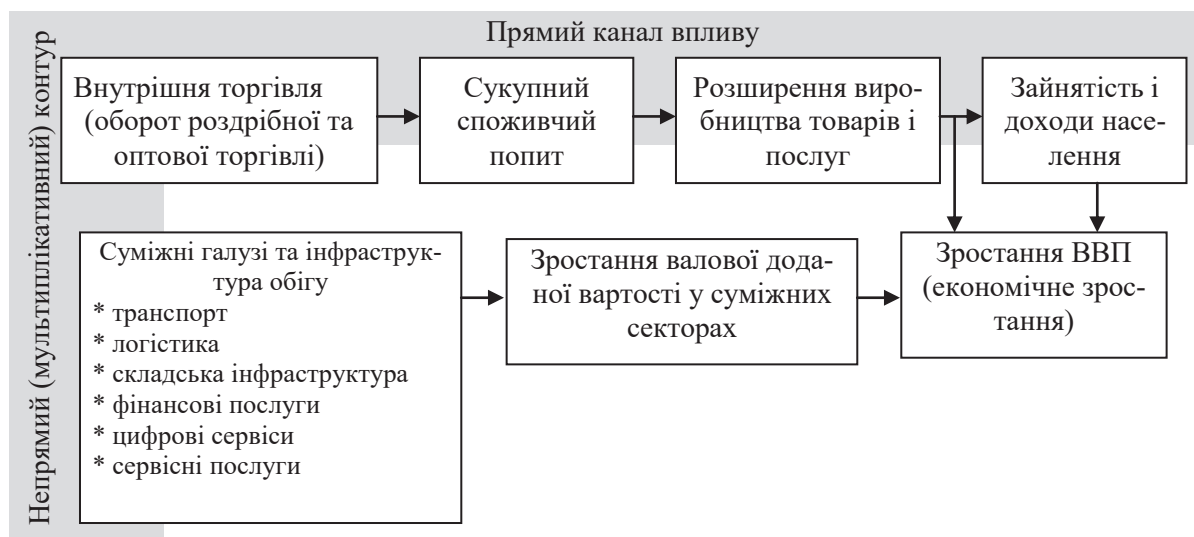 Прямий канал впливу
Непрямий (мультиплікативний) контур
Внутрішня торгівля
(оборот роздрібної та
оптової торгівлі)
Сукупний
споживчий
попит
Розширення виро-
бництва товарів і
послуг
Зайнятість і
доходи насе-
лення
Суміжні галузі та інфраструк-
тура обігу
* транспорт
* логістика
* складська інфраструктура
* фінансові послуги
* цифрові сервіси
* сервісні послуги
Зростання валової дода-
ної вартості у суміжних
секторах
Зростання ВВП
(економічне зрос-
тання)